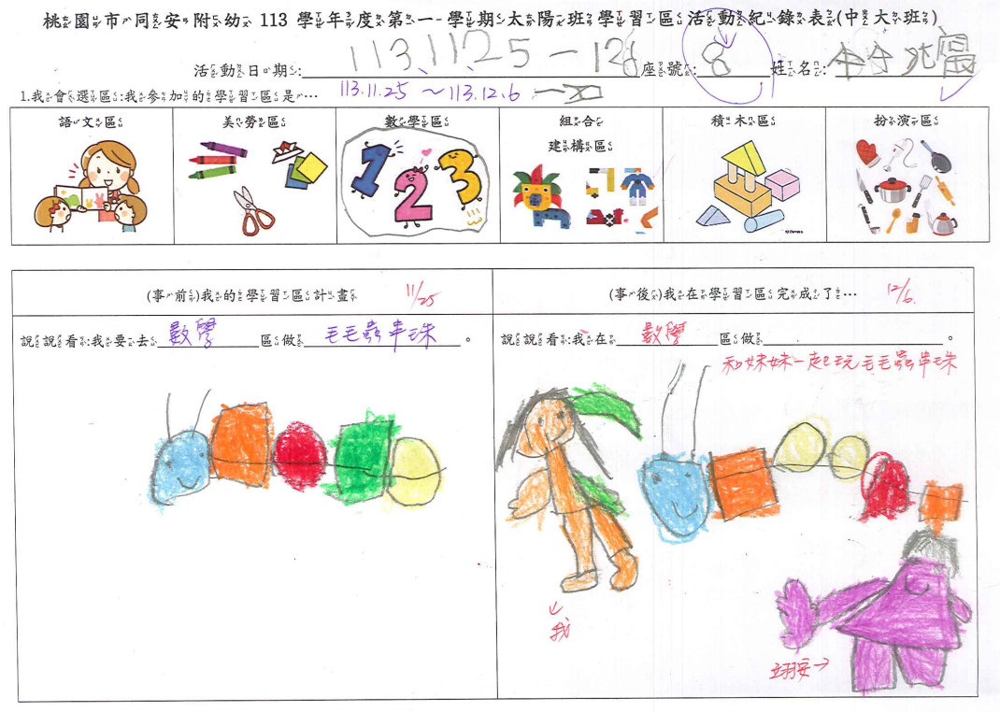 桃園市同安附幼 113 學年度第一學期太陽班學習區活動紀錄表(中大班)
活動日期:113.11.25-126 座號:8 姓名:
1.我會選區:我參加的學習區是… 113.11.25 ～113.12.6
語文區 美勞區 數學區 組合 積木區 扮演區
建構區
1 2 3
(事前)我的學習區計畫 11/25 (事後)我在學習區完成了… 12/6
說說看:我要去 數學 區做 毛毛蟲串珠 。 說說看:我在 數學 區做 。
和妹妹一起玩毛毛蟲串珠
我
翊安